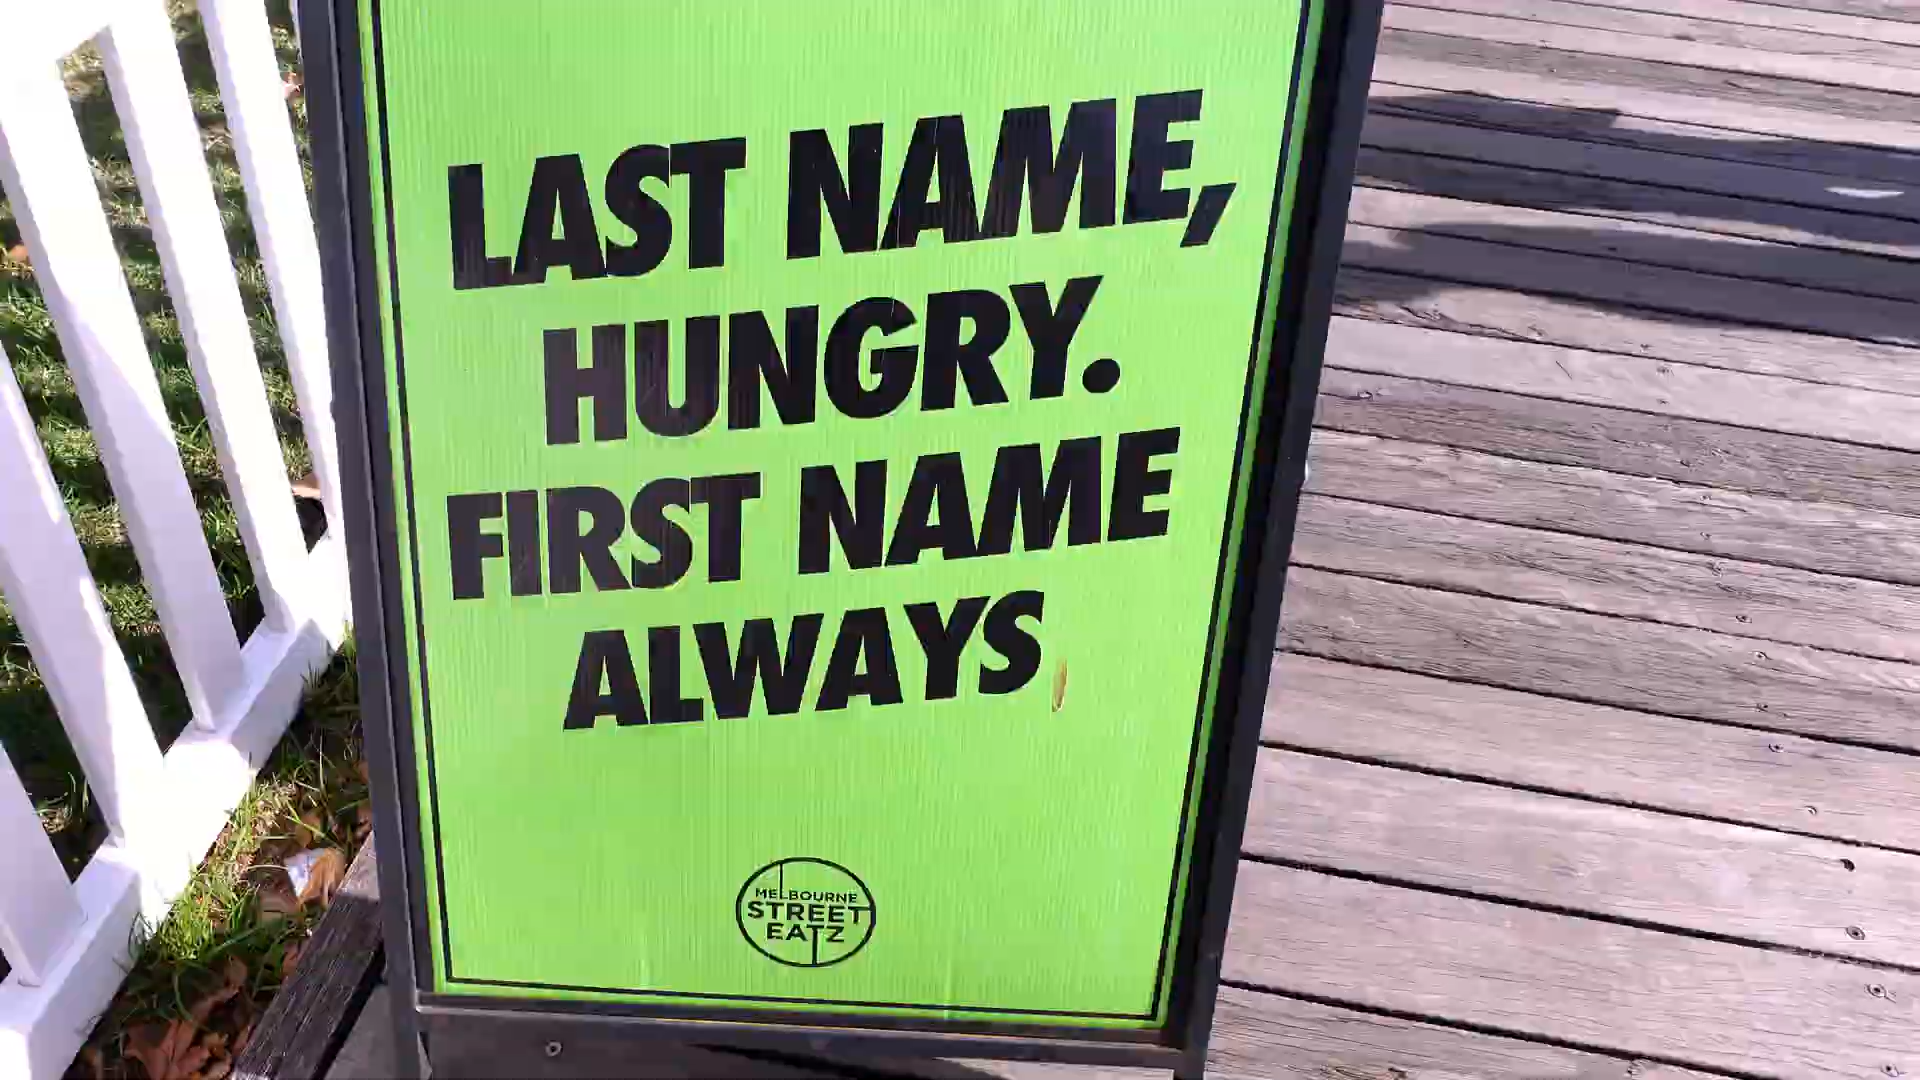 LAST NAME,
HUNGRY.
FIRST NAME
ALWAYS
MELBOURNE
STREET
EATZ